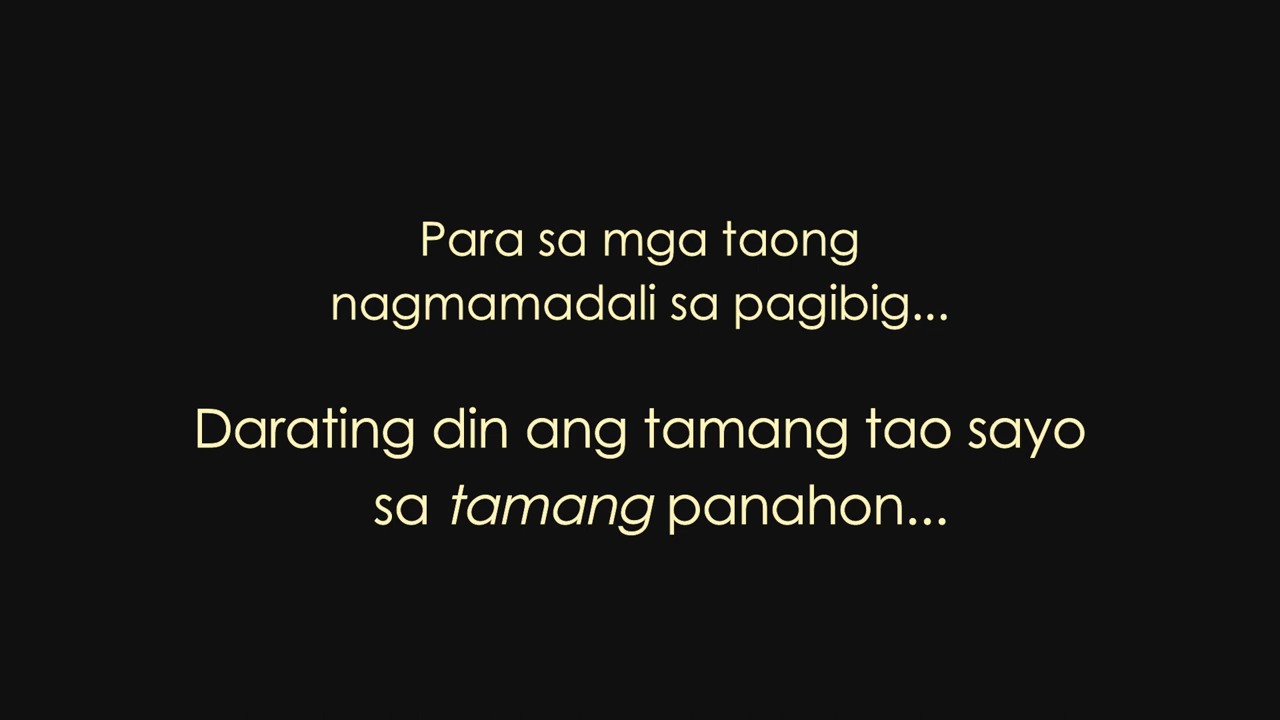 Para sa mga taong
nagmamadali sa pagibig...
Darating din ang tamang tao sayo
sa tamang panahon...